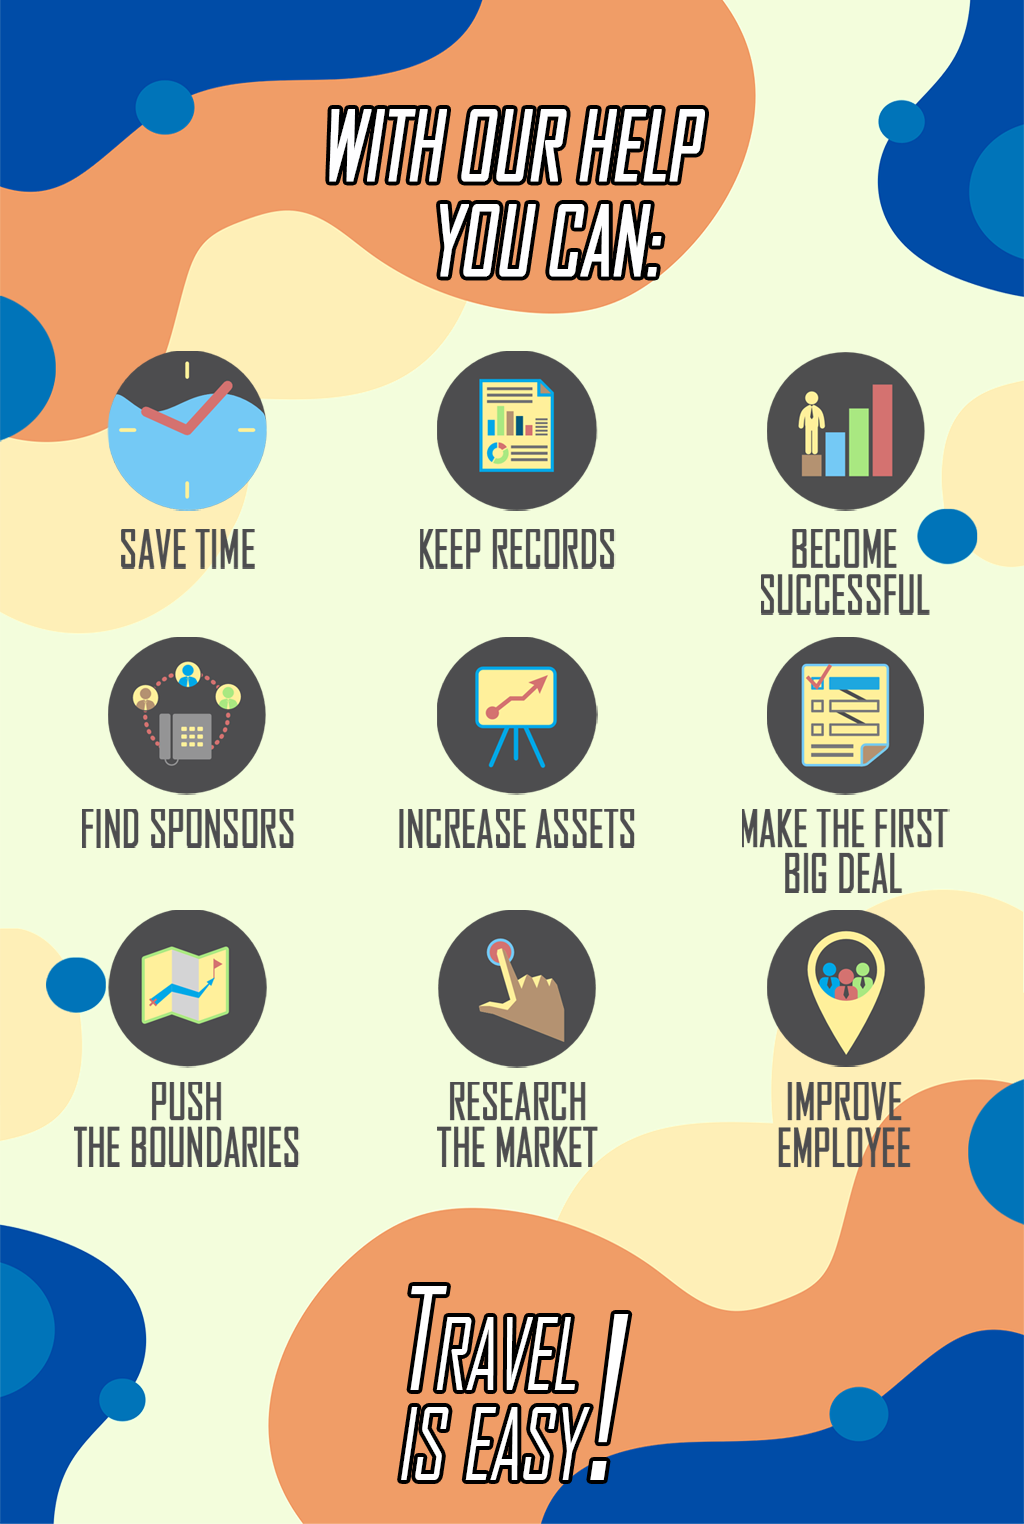 WITH OUR HELP
YOU CAN:
SAVE TIME
KEEP RECORDS
BECOME
SUCCESSFUL
FIND SPONSORS
INCREASE ASSETS
MAKE THE FIRST
BIG DEAL
PUSH
THE BOUNDARIES
RESEARCH
THE MARKET
IMPROVE
EMPLOYEE
TRAVEL
IS EASY!